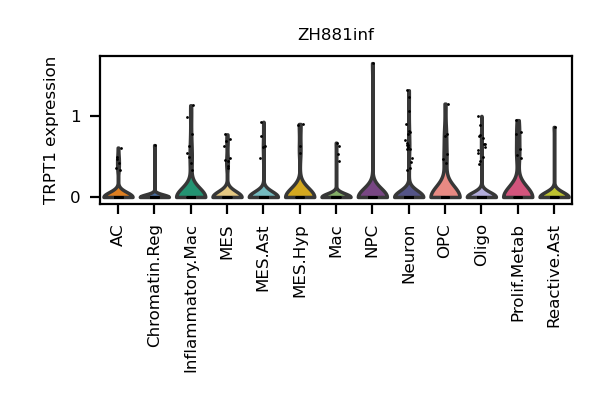 ZH881inf
TRPT1 expression
1
0
AC
Chromatin.Reg
Inflammatory.Mac
MES
MES.Ast
MES.Hyp
Mac
NPC
Neuron
OPC
Oligo
Prolif.Metab
Reactive.Ast